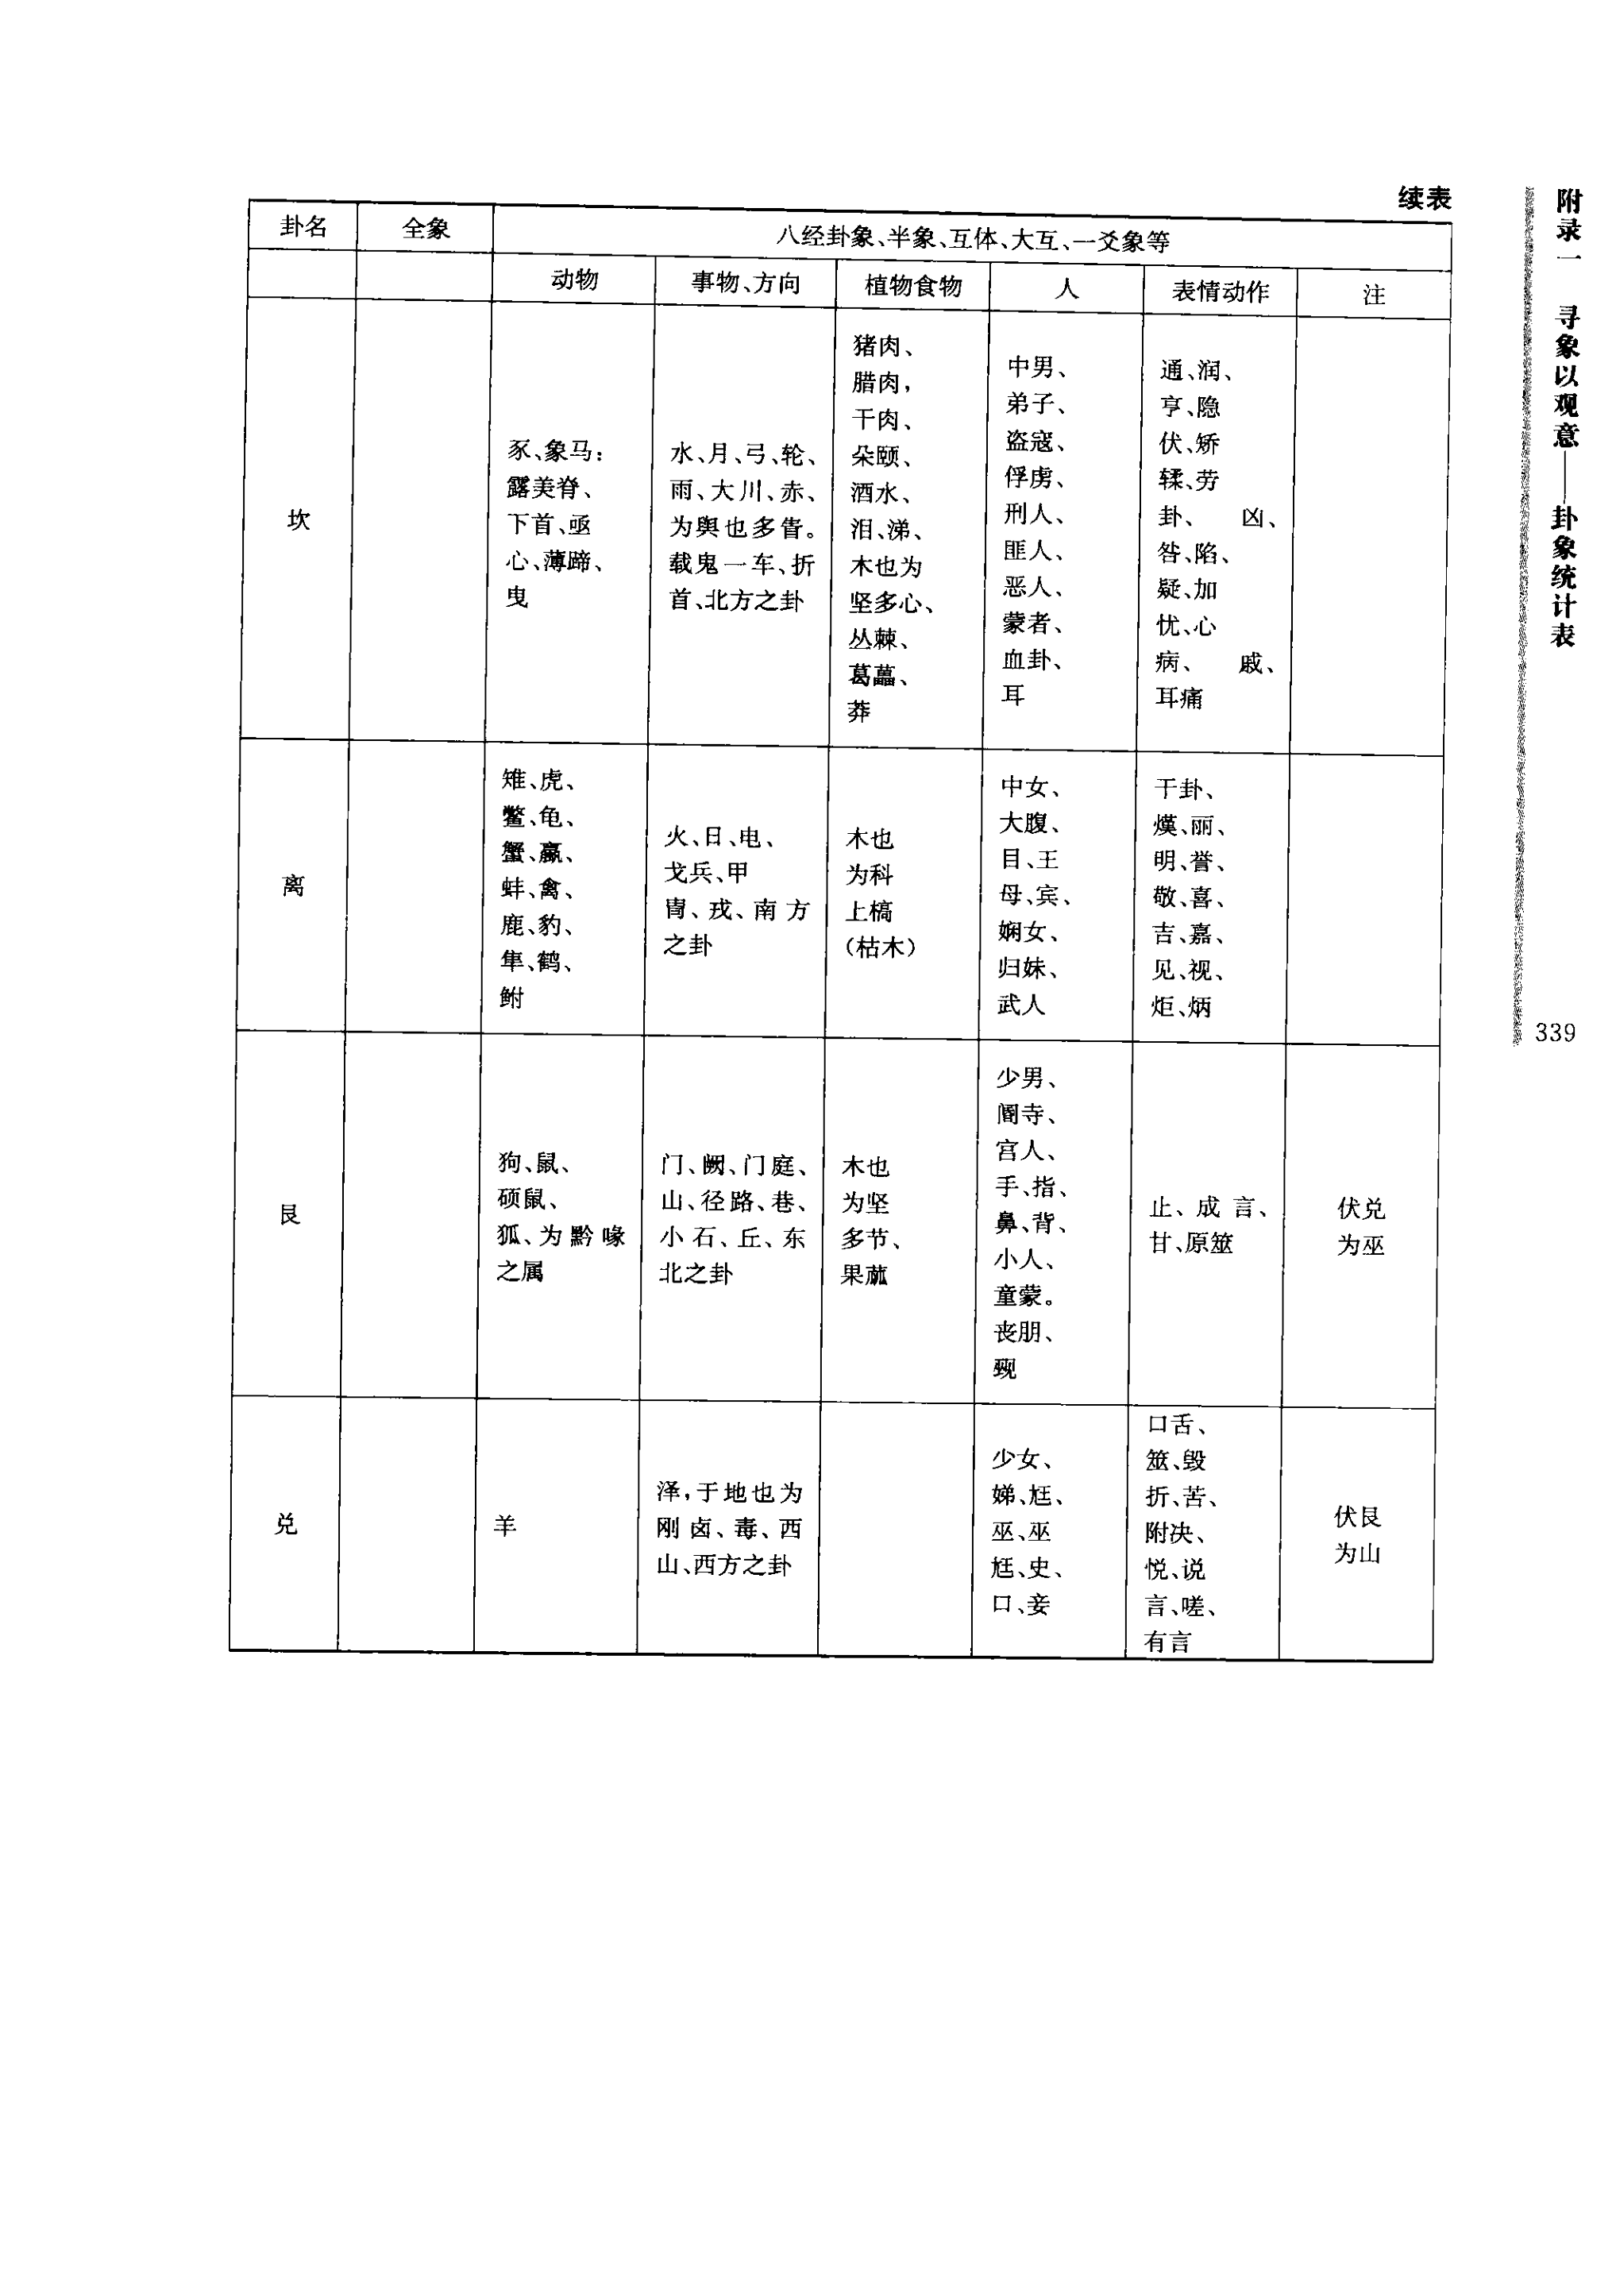 续表
卦名
全象
八经卦象、半象、互体、大互、一爻象等
动物
事物、方向
植物食物
人
表情动作
注
坎
豕、象马:
露美脊、
下首、亟
心、薄蹄、
曳
水、月、弓、轮、
雨、大川、赤、
为舆也多眚。
载鬼一车、折
首、北方之卦
猪肉、
腊肉,
干肉、
朵颐、
酒水、
泪、涕、
木也为
坚多心、
丛棘、
葛藟、
莽
中男、
弟子、
盗寇、
俘虏、
刑人、
匪人、
恶人、
蒙者、
血卦、
耳
通、润、
亨、隐
伏、矫
𫐓、劳
卦、 凶、
咎、陷、
疑、加
忧、心
病、 戚、
耳痛
离
雉、虎、
鳖、龟、
蟹、蠃、
蚌、禽、
鹿、豹、
隼、鹤、
鲋
火、日、电、
戈兵、甲
胄、戎、南方
之卦
木也
为科
上槁
(枯木)
中女、
大腹、
目、王
母、宾、
娴女、
归妹、
武人
干卦、
熯、丽、
明、誉、
敬、喜、
吉、嘉、
见、视、
炬、炳
艮
狗、鼠、
硕鼠、
狐、为黔喙
之属
门、阙、门庭、
山、径路、巷、
小石、丘、东
北之卦
木也
为坚
多节、
果蓏
少男、
阍寺、
宫人、
手、指、
鼻、背、
小人、
童蒙。
丧朋、
觋
止、成言、
甘、原筮
伏兑
为巫
兑
羊
泽,于地也为
刚卤、毒、西
山、西方之卦
少女、
娣、尪、
巫、巫
尪、史、
口、妾
口舌、
筮、毁
折、苦、
附决、
悦、说
言、嗟、
有言
伏艮
为山
附录一 寻象以观意——卦象统计表
339